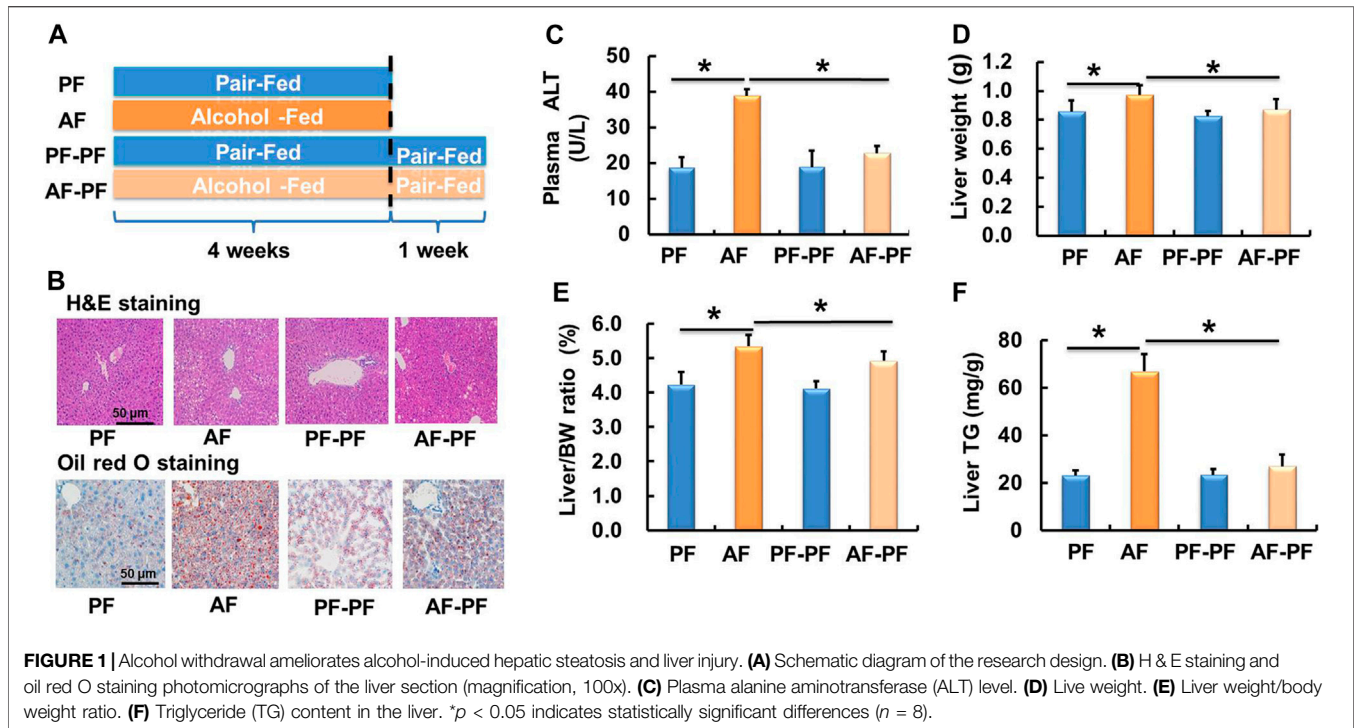 A
PF Pair-Fed
AF Alcohol -Fed
PF-PF Pair-Fed Pair-Fed
AF-PF Alcohol -Fed Pair-Fed
4 weeks 1 week
B
H&E staining
50 μm
PF AF PF-PF AF-PF
Oil red O staining
50 μm
PF AF PF-PF AF-PF
C
Plasma ALT
(U/L)
50
40
30
20
10
0
* *
PF AF PF-PF AF-PF
D
Liver weight (g)
1.2
1.0
0.8
0.6
0.4
0.2
0.0
* *
PF AF PF-PF AF-PF
E
Liver/BW ratio (%)
6.0
5.0
4.0
3.0
2.0
1.0
0.0
* *
PF AF PF-PF AF-PF
F
Liver TG (mg/g)
80
60
40
20
0
* *
PF AF PF-PF AF-PF
FIGURE 1 | Alcohol withdrawal ameliorates alcohol-induced hepatic steatosis and liver injury. (A) Schematic diagram of the research design. (B) H & E staining and
oil red O staining photomicrographs of the liver section (magnification, 100x). (C) Plasma alanine aminotransferase (ALT) level. (D) Live weight. (E) Liver weight/body
weight ratio. (F) Triglyceride (TG) content in the liver. *p < 0.05 indicates statistically significant differences (n = 8).